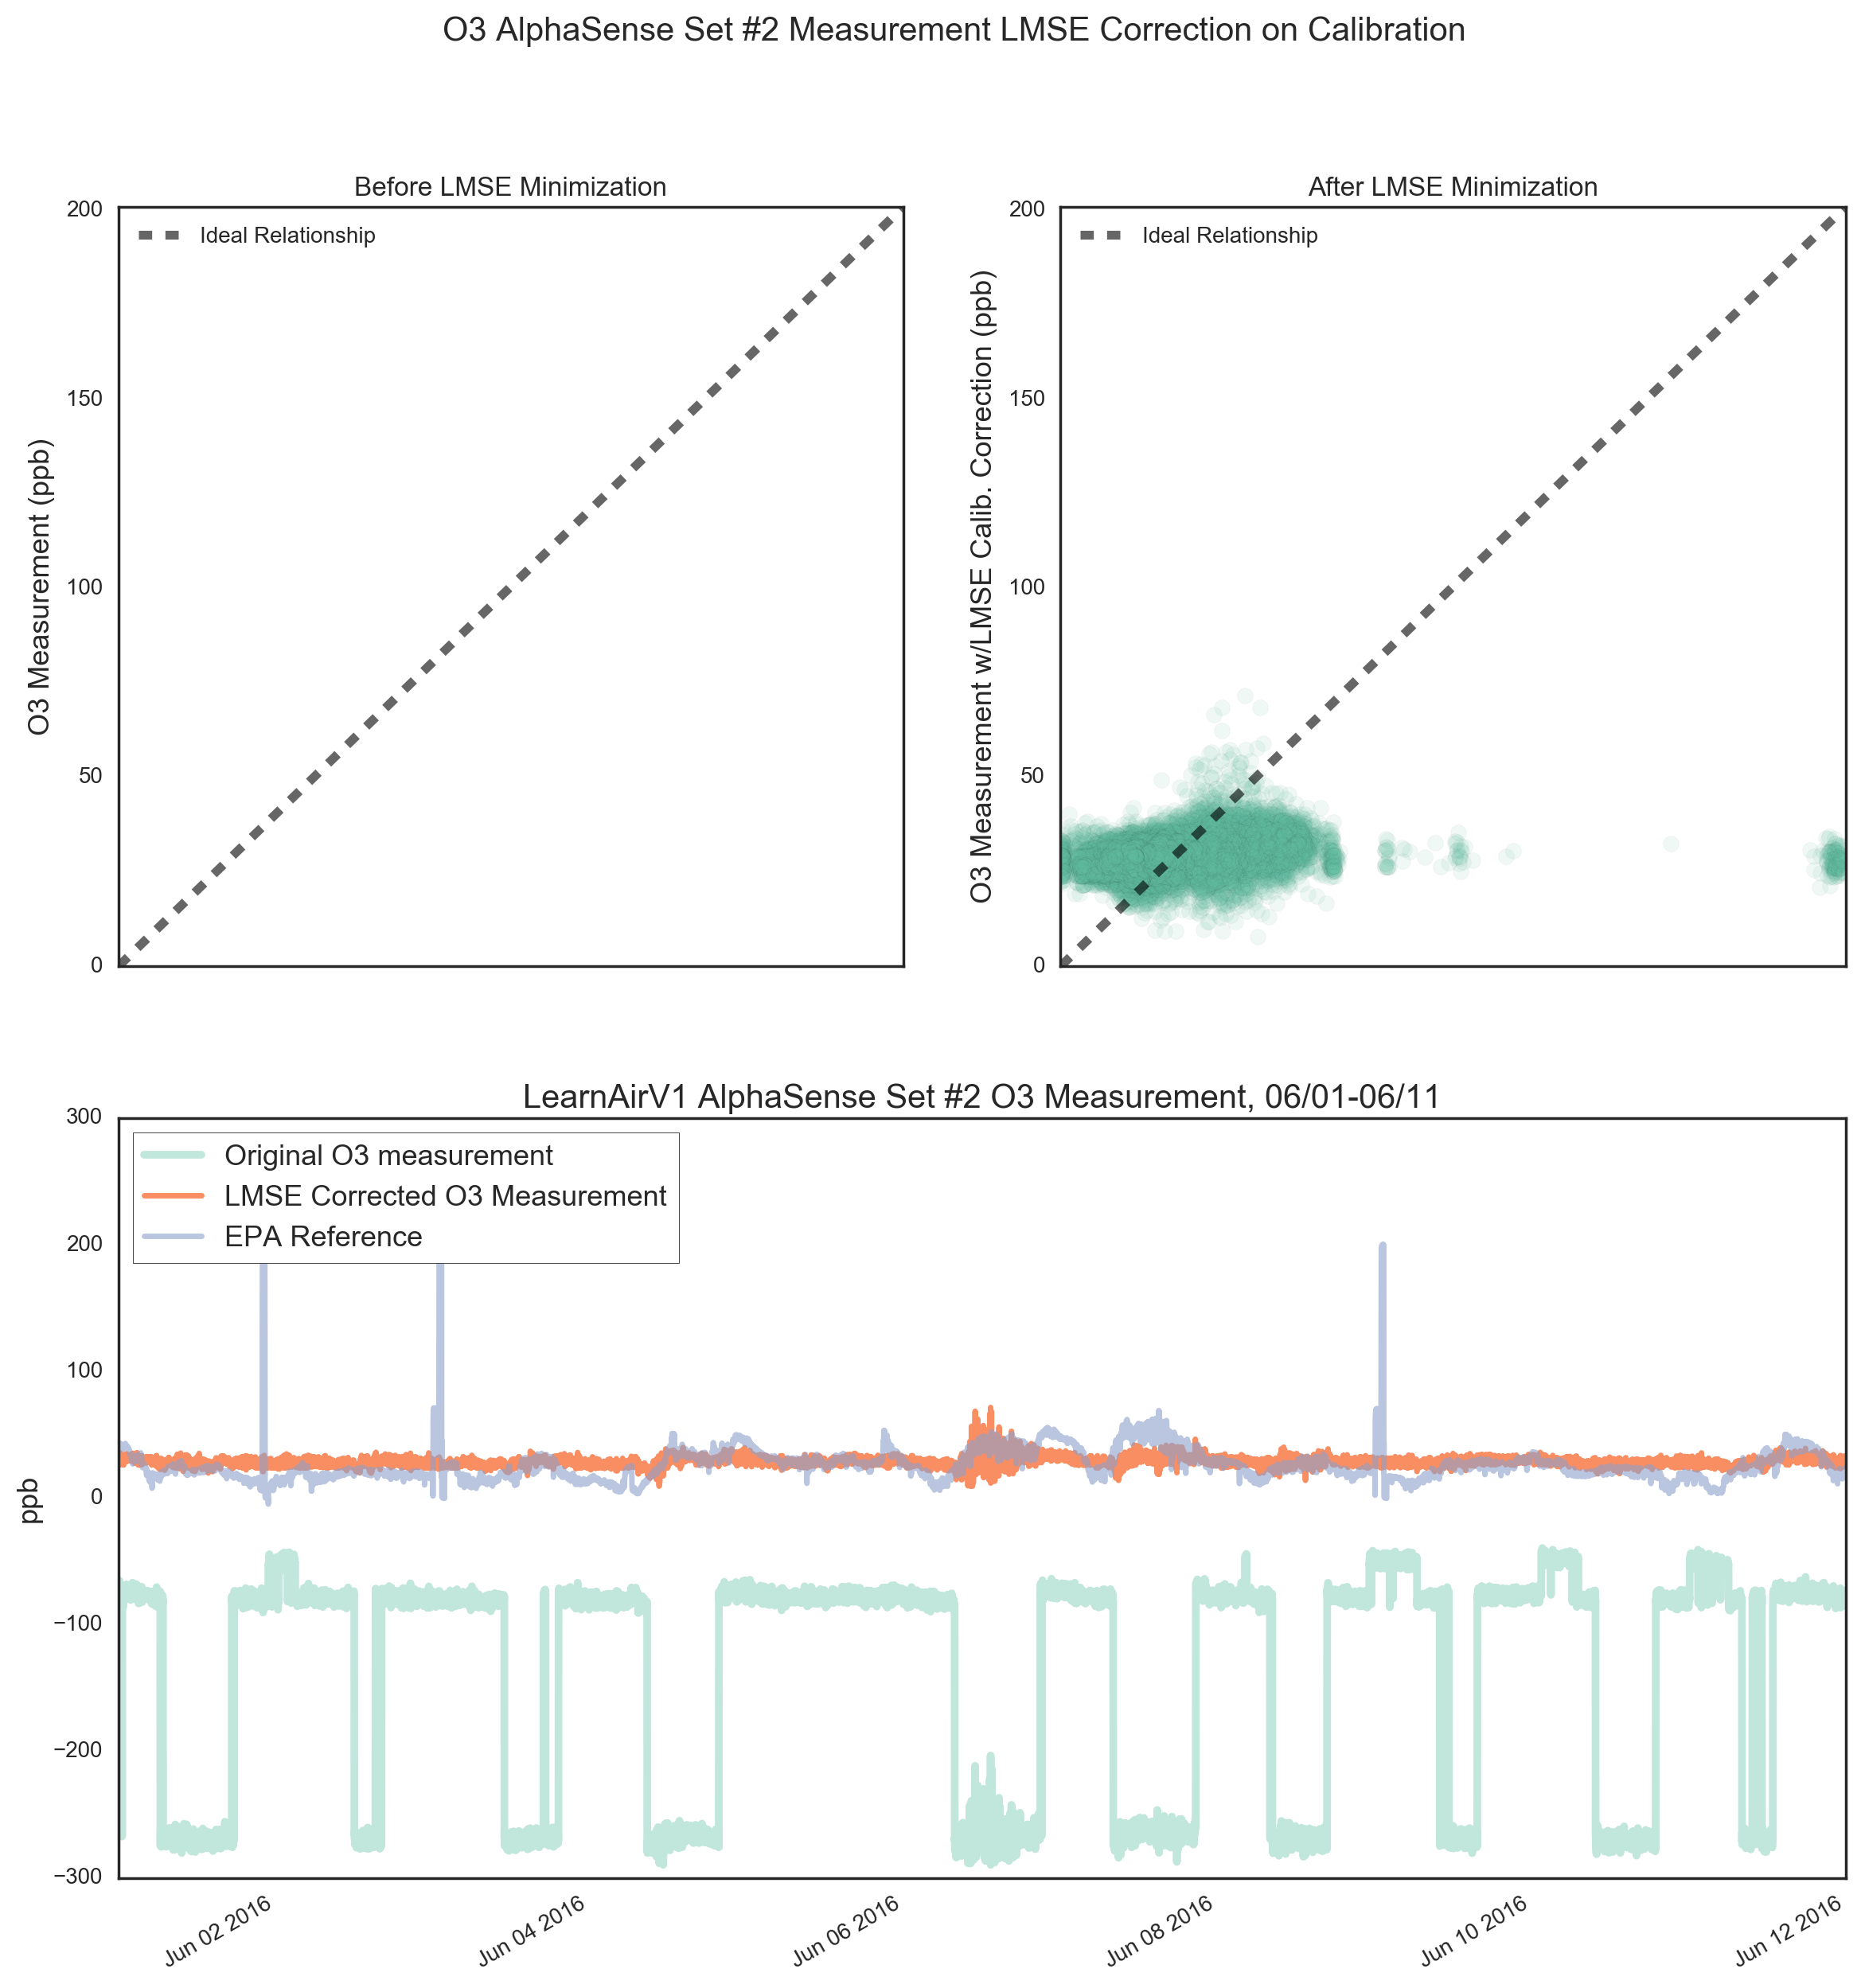 O3 AlphaSense Set #2 Measurement LMSE Correction on Calibration
Before LMSE Minimization
200
150
100
50
0
O3 Measurement (ppb)
Ideal Relationship
After LMSE Minimization
200
150
100
50
0
O3 Measurement w/LMSE Calib. Correction (ppb)
Ideal Relationship
LearnAirV1 AlphaSense Set #2 O3 Measurement, 06/01-06/11
300
200
100
0
−100
−200
−300
ppb
Original O3 measurement
LMSE Corrected O3 Measurement
EPA Reference
Jun 02 2016
Jun 04 2016
Jun 06 2016
Jun 08 2016
Jun 10 2016
Jun 12 2016